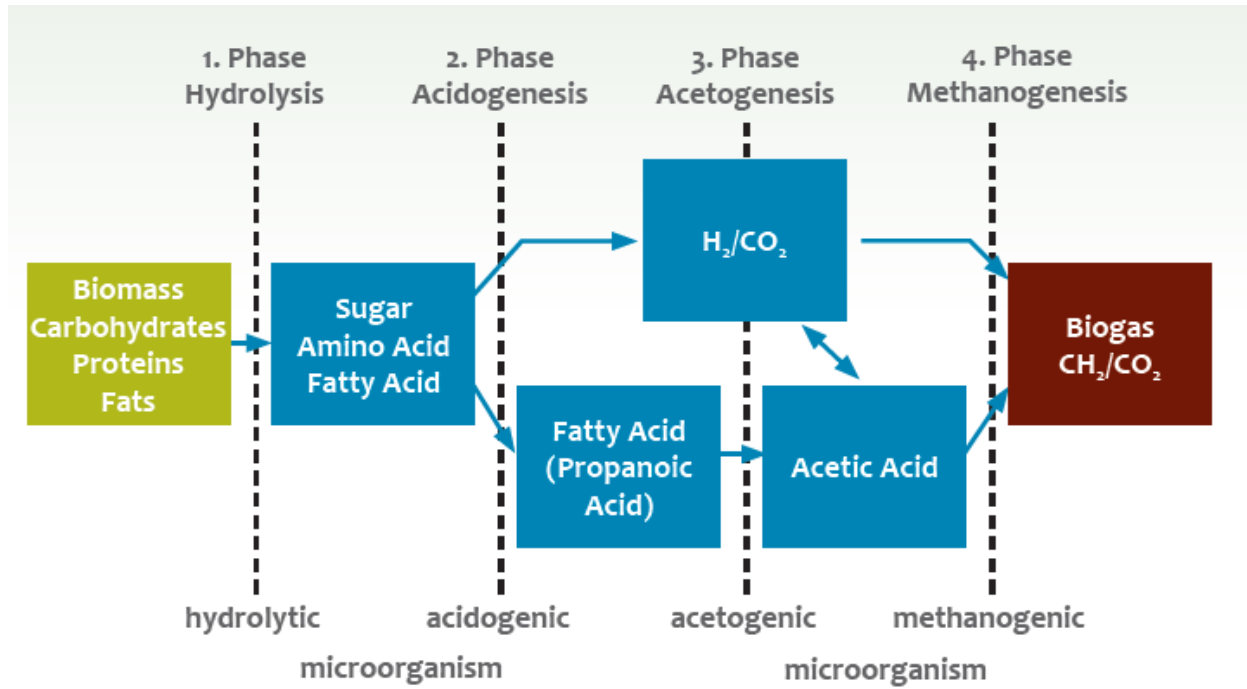 1. Phase
Hydrolysis
2. Phase
Acidogenesis
3. Phase
Acetogenesis
4. Phase
Methanogenesis
Biomass
Carbohydrates
Proteins
Fats
Sugar
Amino Acid
Fatty Acid
H₂/CO₂
Fatty Acid
(Propanoic
Acid)
Acetic Acid
Biogas
CH₂/CO₂
hydrolytic
acidogenic
acetogenic
methanogenic
microorganism
microorganism